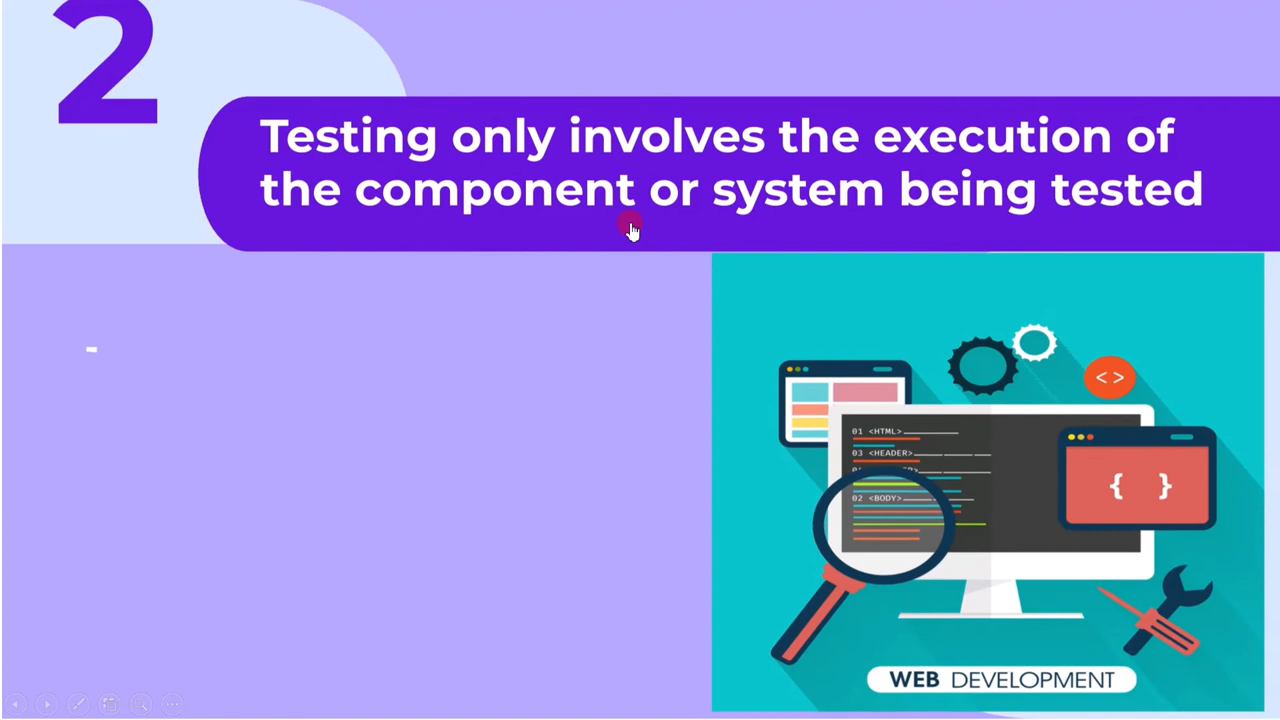 2
Testing only involves the execution of
the component or system being tested
-
01 <HTML>
03 <HEADER>
02 <BODY>
< >
{ }
WEB DEVELOPMENT